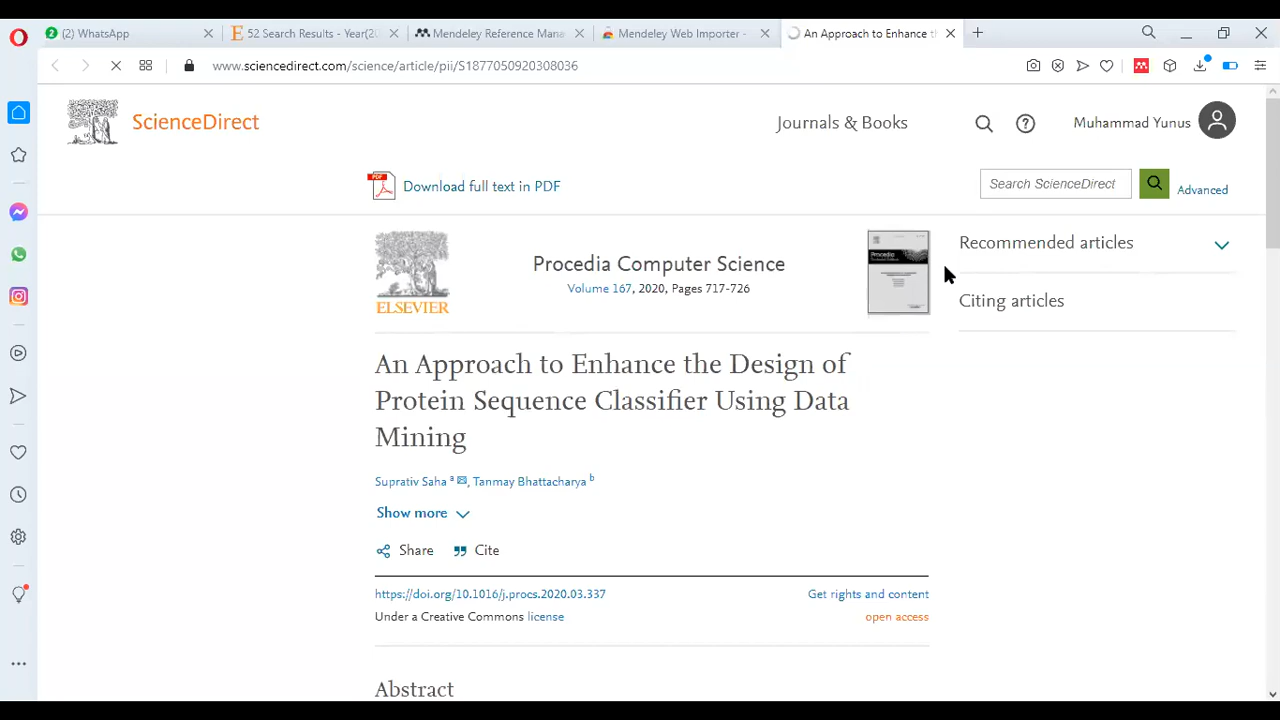 2
(2) WhatsApp
52 Search Results - Year(20
Mendeley Reference Mana
Mendeley Web Importer -
An Approach to Enhance th
www.sciencedirect.com/science/article/pii/S1877050920308036
ScienceDirect
Journals & Books
Muhammad Yunus
PDF
Download full text in PDF
Search ScienceDirect
Advanced
ELSEVIER
Procedia Computer Science
Volume 167, 2020, Pages 717-726
Procedia
Recommended articles
Citing articles
An Approach to Enhance the Design of
Protein Sequence Classifier Using Data
Mining
Suprativ Saha a, Tanmay Bhattacharya b
Show more
Share
Cite
https://doi.org/10.1016/j.procs.2020.03.337
Get rights and content
Under a Creative Commons license
open access
Abstract